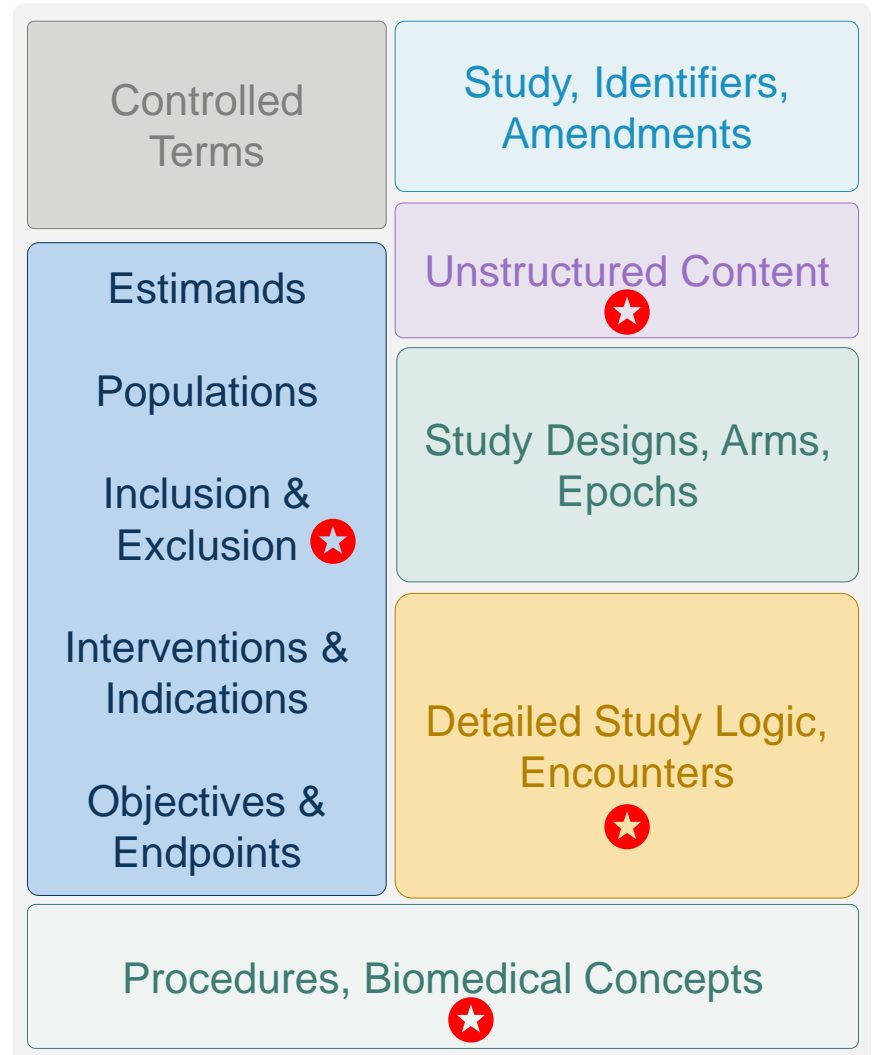 Controlled
Terms
Study, Identifiers,
Amendments
Unstructured Content
Estimands
Populations
Inclusion &
Exclusion
Interventions &
Indications
Objectives &
Endpoints
Study Designs, Arms,
Epochs
Detailed Study Logic,
Encounters
Procedures, Biomedical Concepts